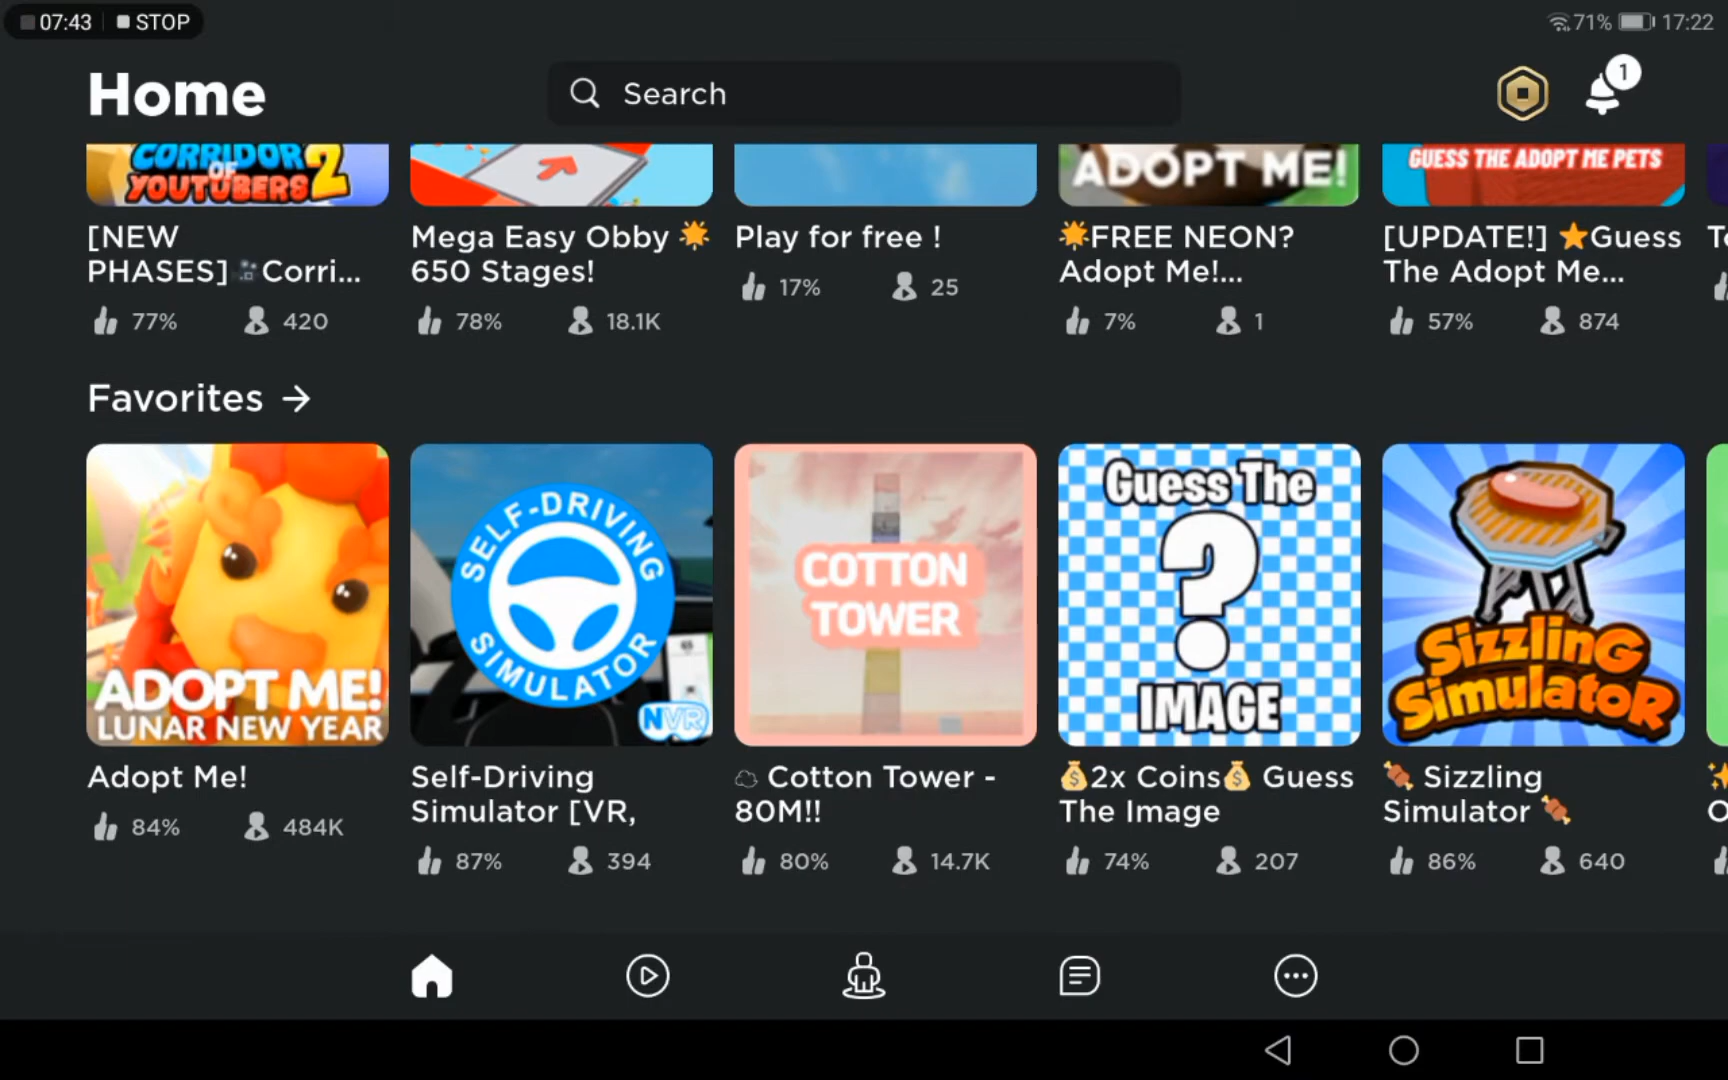 07:43 STOP 71% 17:22
Home
Search
1
CORRIDOR
OF
YOUTUBERS 2
ADOPT ME!
GUESS THE ADOPT ME PETS
[NEW
PHASES]🎥Corri...
77% 420
Mega Easy Obby 🌟
650 Stages!
78% 18.1K
Play for free !
17% 25
🌟FREE NEON?
Adopt Me!...
7% 1
[UPDATE!] ⭐Guess
The Adopt Me...
57% 874
Favorites →
ADOPT ME!
LUNAR NEW YEAR
SELF-DRIVING
SIMULATOR
NVR
COTTON
TOWER
Guess The
?
IMAGE
Sizzling
Simulator
Adopt Me!
84% 484K
Self-Driving
Simulator [VR,
87% 394
☁ Cotton Tower -
80M!!
80% 14.7K
💰2x Coins💰 Guess
The Image
74% 207
🍖 Sizzling
Simulator 🍖
86% 640